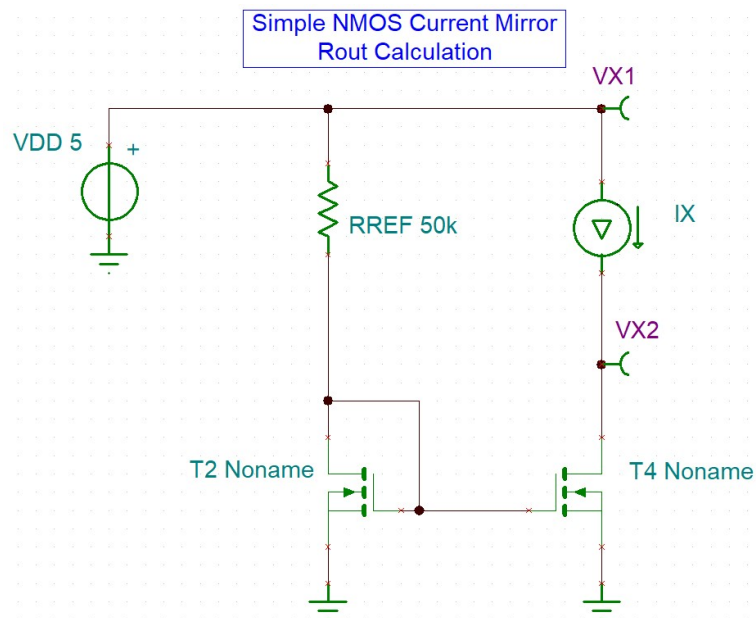 Simple NMOS Current Mirror
Rout Calculation
VX1
VDD 5
+
RREF 50k
IX
VX2
T2 Noname
T4 Noname